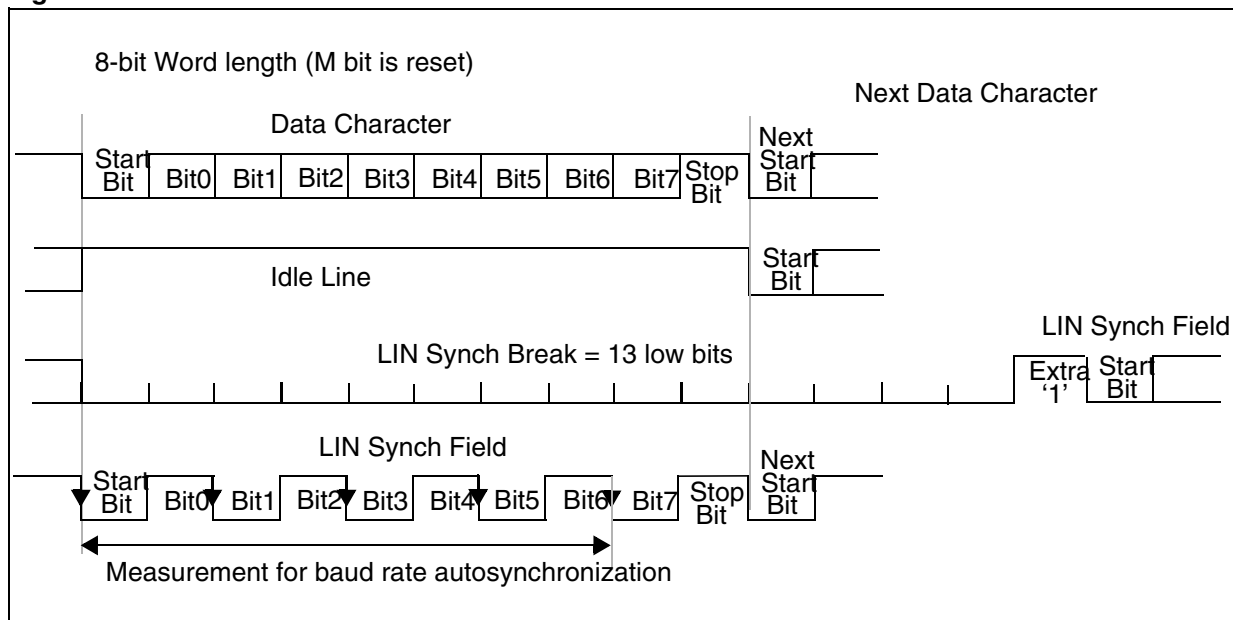 8-bit Word length (M bit is reset)
Next Data Character
Data Character
Start Bit Bit0 Bit1 Bit2 Bit3 Bit4 Bit5 Bit6 Bit7 Stop Bit Next Start Bit
Idle Line
Start Bit
LIN Synch Field
LIN Synch Break = 13 low bits
Extra ‘1’ Start Bit
LIN Synch Field
Start Bit Bit0 Bit1 Bit2 Bit3 Bit4 Bit5 Bit6 Bit7 Stop Bit Next Start Bit
Measurement for baud rate autosynchronization